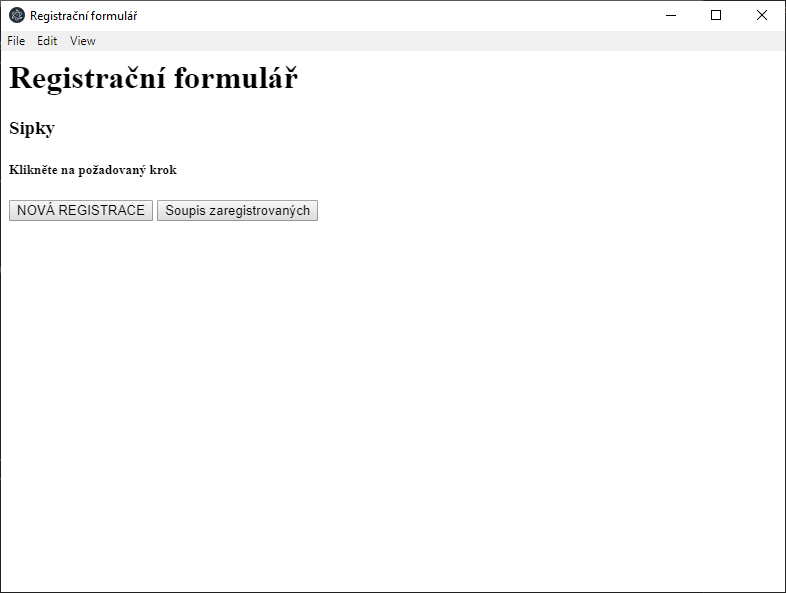 Registrační formulář
File Edit View
Registrační formulář
Sipky
Klikněte na požadovaný krok
NOVÁ REGISTRACE Soupis zaregistrovaných